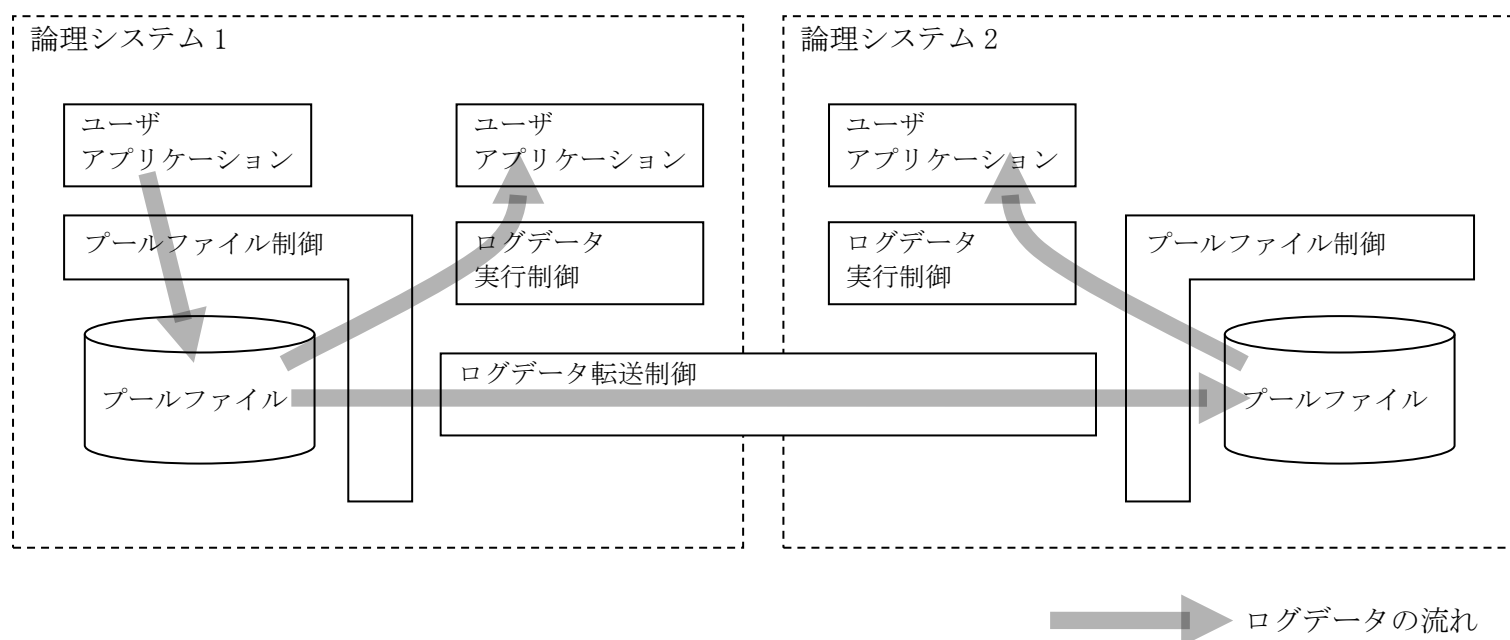 論理システム1
ユーザ
アプリケーション
ユーザ
アプリケーション
プールファイル制御
ログデータ
実行制御
プールファイル
ログデータ転送制御
論理システム2
ユーザ
アプリケーション
ログデータ
実行制御
プールファイル制御
プールファイル
ログデータの流れ